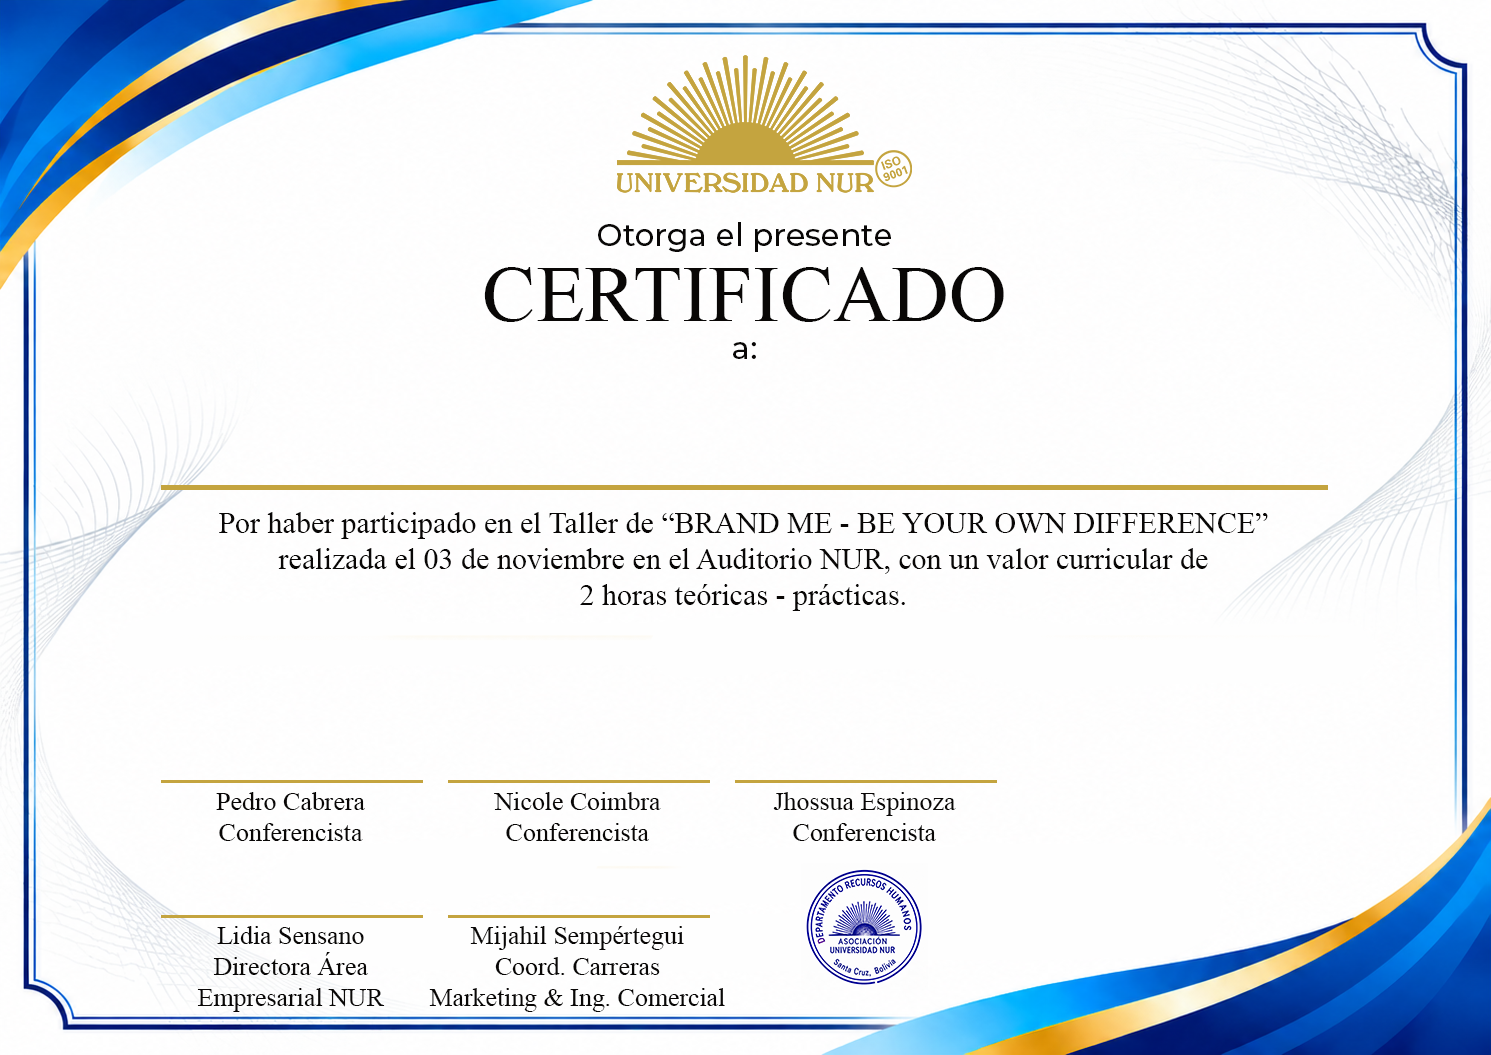 UNIVERSIDAD NUR
ISO
9001
Otorga el presente
CERTIFICADO
a:
Por haber participado en el Taller de “BRAND ME - BE YOUR OWN DIFFERENCE”
realizada el 03 de noviembre en el Auditorio NUR, con un valor curricular de
2 horas teóricas - prácticas.
Pedro Cabrera
Conferencista
Nicole Coimbra
Conferencista
Jhossua Espinoza
Conferencista
Lidia Sensano
Directora Área
Empresarial NUR
Mijahil Sempértegui
Coord. Carreras
Marketing & Ing. Comercial
DEPARTAMENTO RECURSOS HUMANOS
ASOCIACIÓN
UNIVERSIDAD NUR
Santa Cruz, Bolivia